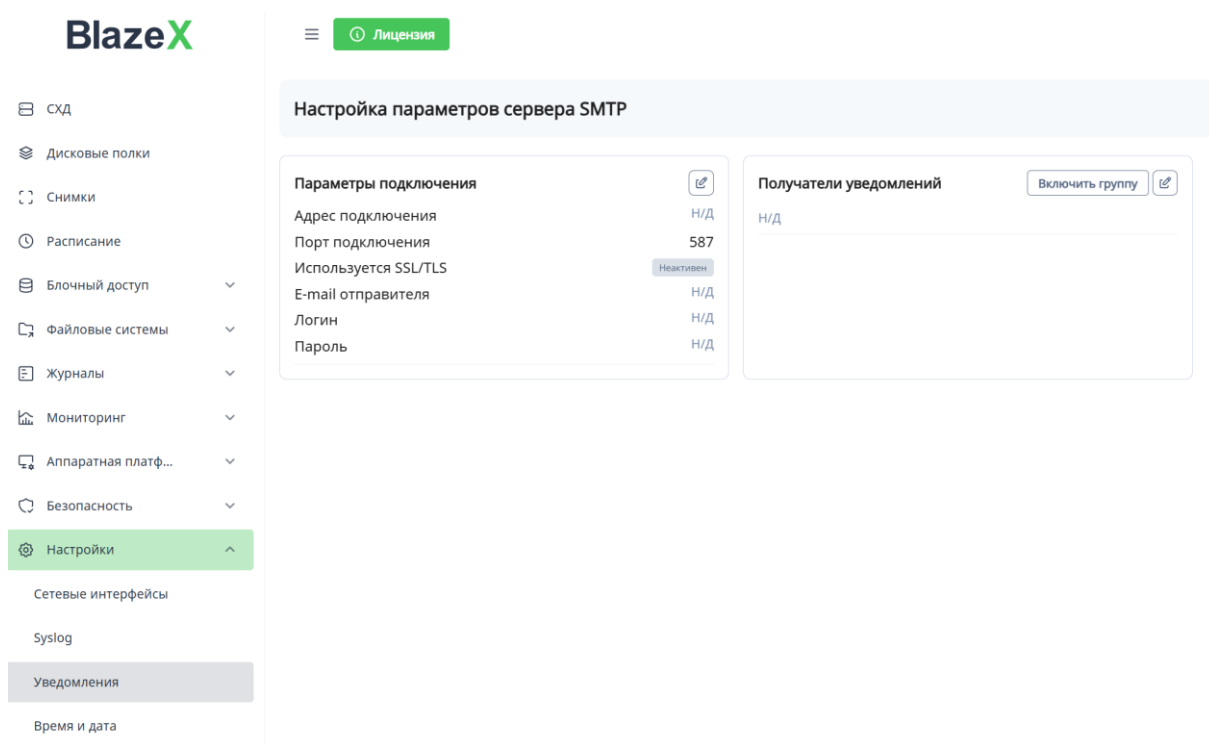 BlazeX
Лицензия
СХД
Дисковые полки
Снимки
Расписание
Блочный доступ
Файловые системы
Журналы
Мониторинг
Аппаратная платф...
Безопасность
Настройки
Сетевые интерфейсы
Syslog
Уведомления
Время и дата
Настройка параметров сервера SMTP
Параметры подключения
Адрес подключения Н/Д
Порт подключения 587
Используется SSL/TLS Неактивен
E-mail отправителя Н/Д
Логин Н/Д
Пароль Н/Д
Получатели уведомлений Включить группу
Н/Д